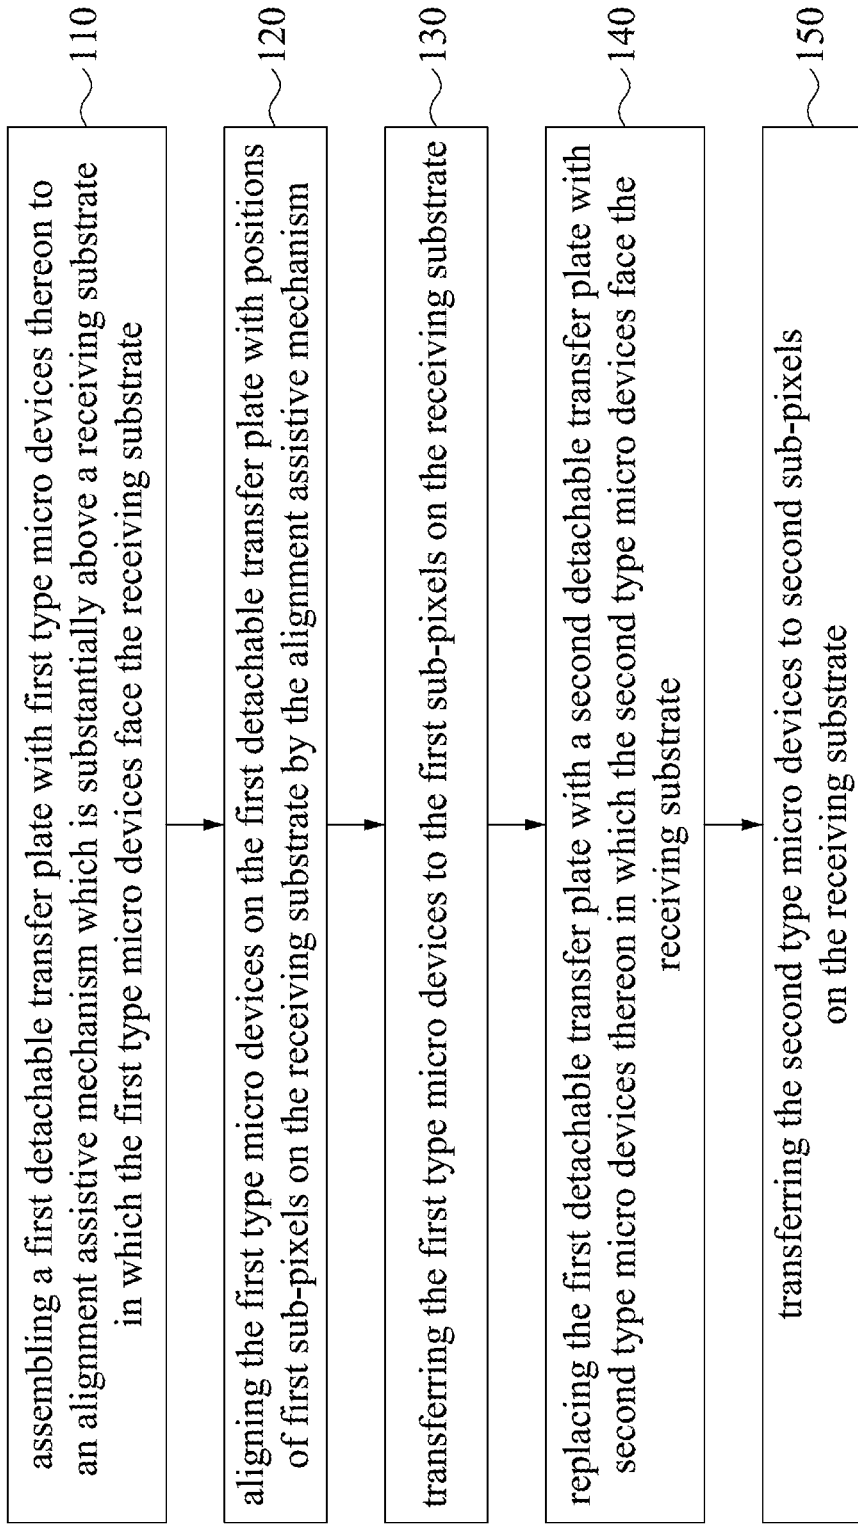 assembling a first detachable transfer plate with first type micro devices thereon to
an alignment assistive mechanism which is substantially above a receiving substrate
in which the first type micro devices face the receiving substrate
110
aligning the first type micro devices on the first detachable transfer plate with positions
of first sub-pixels on the receiving substrate by the alignment assistive mechanism
120
transferring the first type micro devices to the first sub-pixels on the receiving substrate
130
replacing the first detachable transfer plate with a second detachable transfer plate with
second type micro devices thereon in which the second type micro devices face the
receiving substrate
140
transferring the second type micro devices to second sub-pixels
on the receiving substrate
150